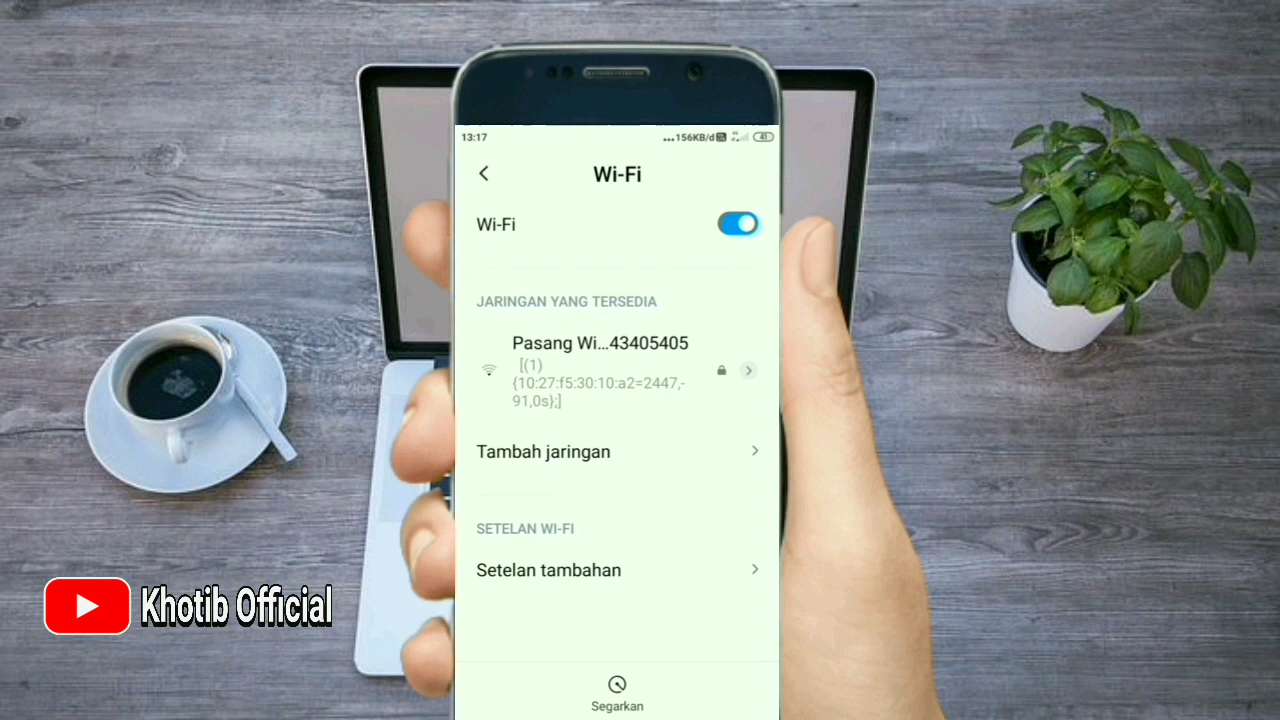 13:17
...156KB/d
41
Wi-Fi
Wi-Fi
JARINGAN YANG TERSEDIA
Pasang Wi...43405405
[(1)
{10:27:f5:30:10:a2=2447,-
91,0s};]
Tambah jaringan
SETELAN WI-FI
Setelan tambahan
Segarkan
Khotib Official